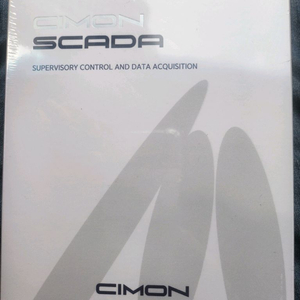 CIMON
SCADA
SUPERVISORY CONTROL AND DATA ACQUISITION
CIMON